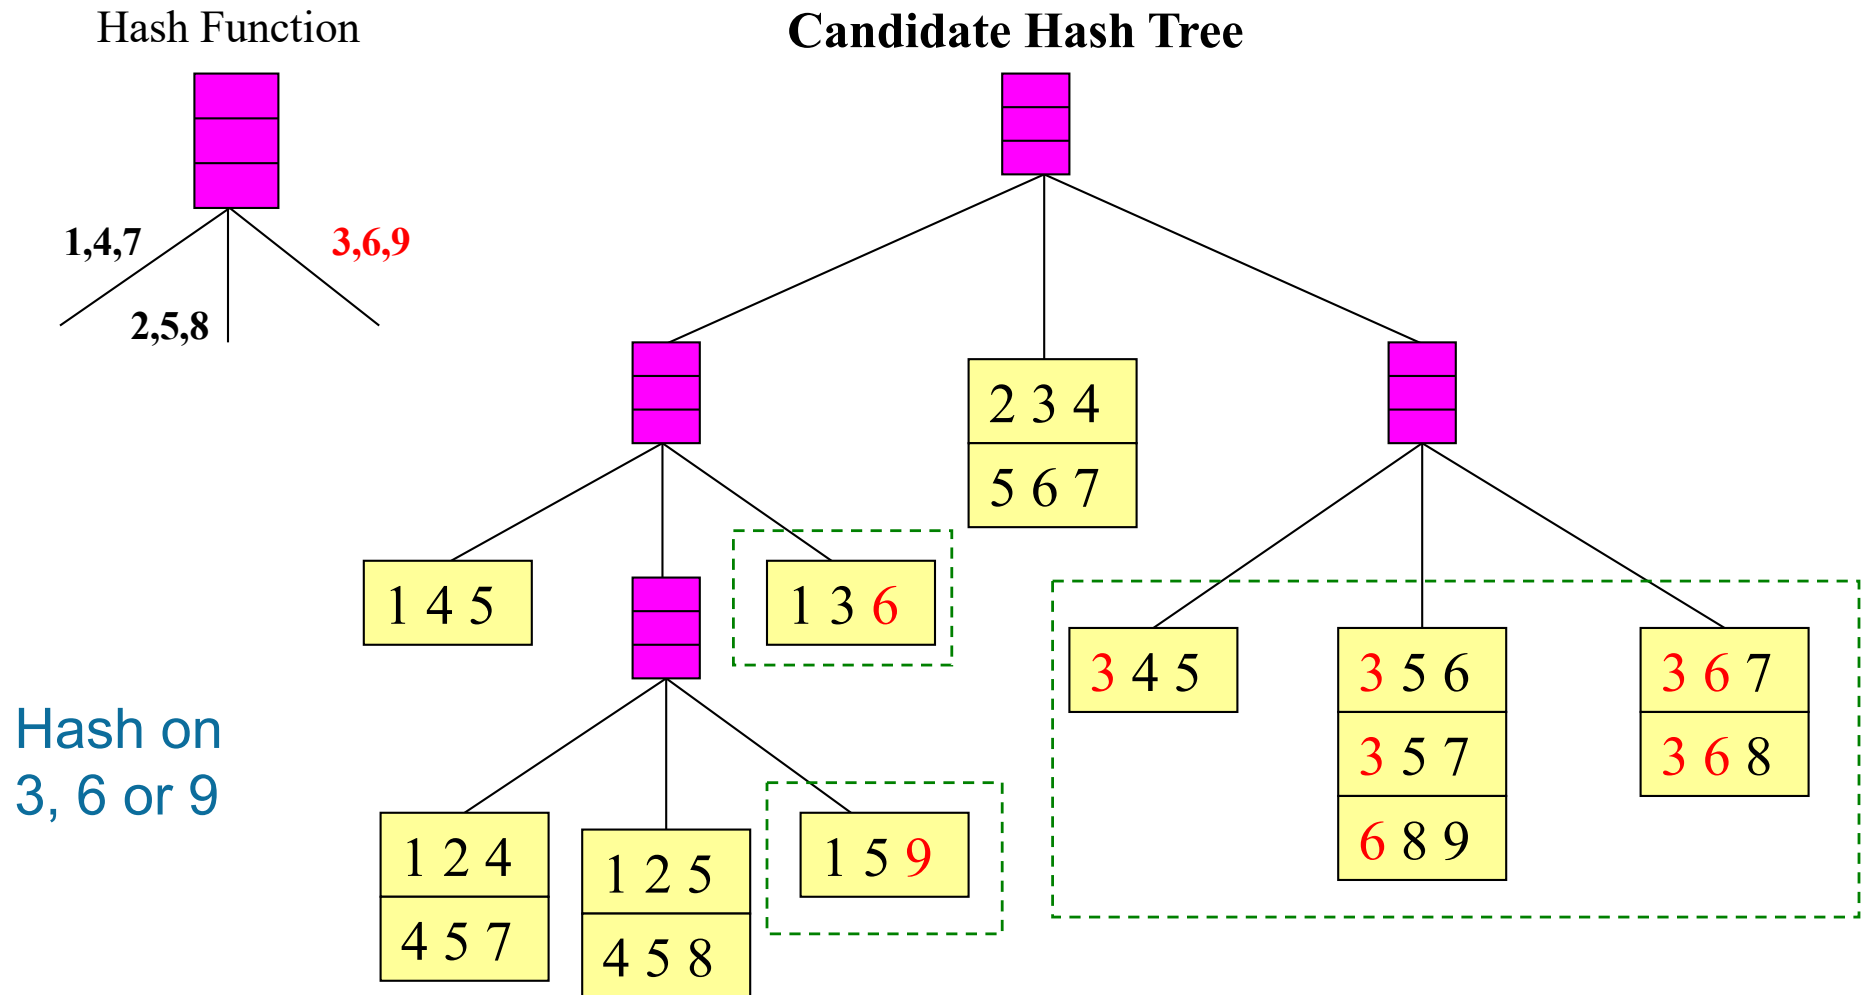 Hash Function
Candidate Hash Tree
1,4,7
3,6,9
2,5,8
2 3 4
5 6 7
1 4 5
1 3 6
3 4 5
3 5 6
3 6 7
3 5 7
3 6 8
6 8 9
Hash on
3, 6 or 9
1 2 4
1 2 5
1 5 9
4 5 7
4 5 8